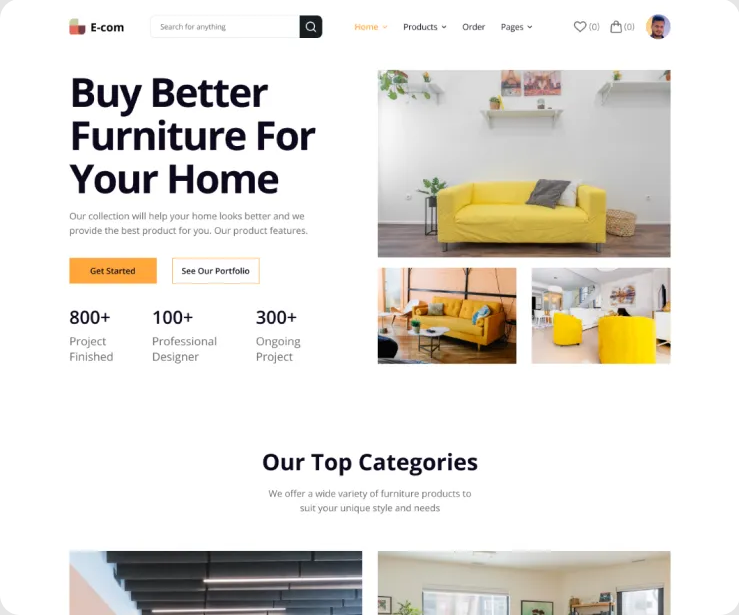 E-com
Search for anything
Home
Products
Order
Pages
(0)
(0)
Buy Better
Furniture For
Your Home
Our collection will help your home looks better and we
provide the best product for you. Our product features.
Get Started
See Our Portfolio
800+
100+
300+
Project
Finished
Professional
Designer
Ongoing
Project
Our Top Categories
We offer a wide variety of furniture products to
suit your unique style and needs